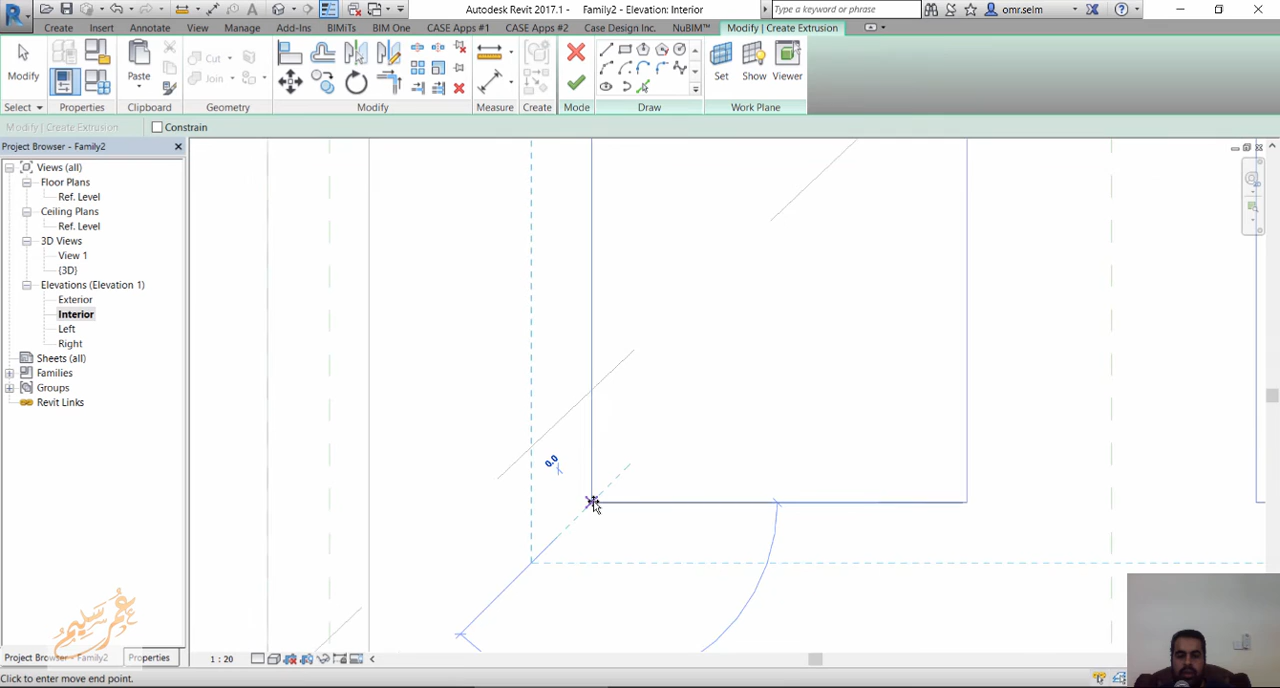 Autodesk Revit 2017.1 - Family2 - Elevation: Interior
Type a keyword or phrase
omr.selm
Create
Insert
Annotate
View
Manage
Add-Ins
BIMiTs
BIM One
CASE Apps #1
CASE Apps #2
Case Design Inc.
NuBIM™
Modify | Create Extrusion
Modify
Paste
Cut
Join
Set
Show
Viewer
Select
Properties
Clipboard
Geometry
Modify
Measure
Create
Mode
Draw
Work Plane
Modify | Create Extrusion
Constrain
Project Browser - Family2
Views (all)
Floor Plans
Ref. Level
Ceiling Plans
Ref. Level
3D Views
View 1
{3D}
Elevations (Elevation 1)
Exterior
Interior
Left
Right
Sheets (all)
Families
Groups
Revit Links
0.0
عمر سليم
Project Browser - Family2
Properties
1 : 20
Click to enter move end point.